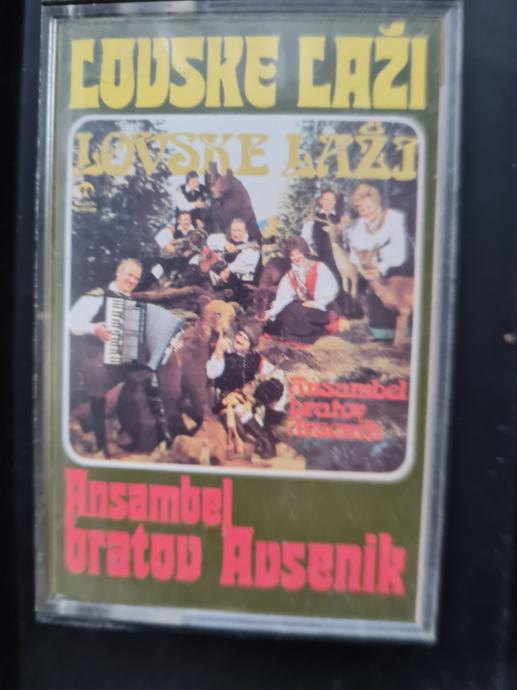 LOVSKE LAŽI
LOVSKE LAŽI
Ansambel
bratov
Avsenik
Ansambel
bratov Avsenik